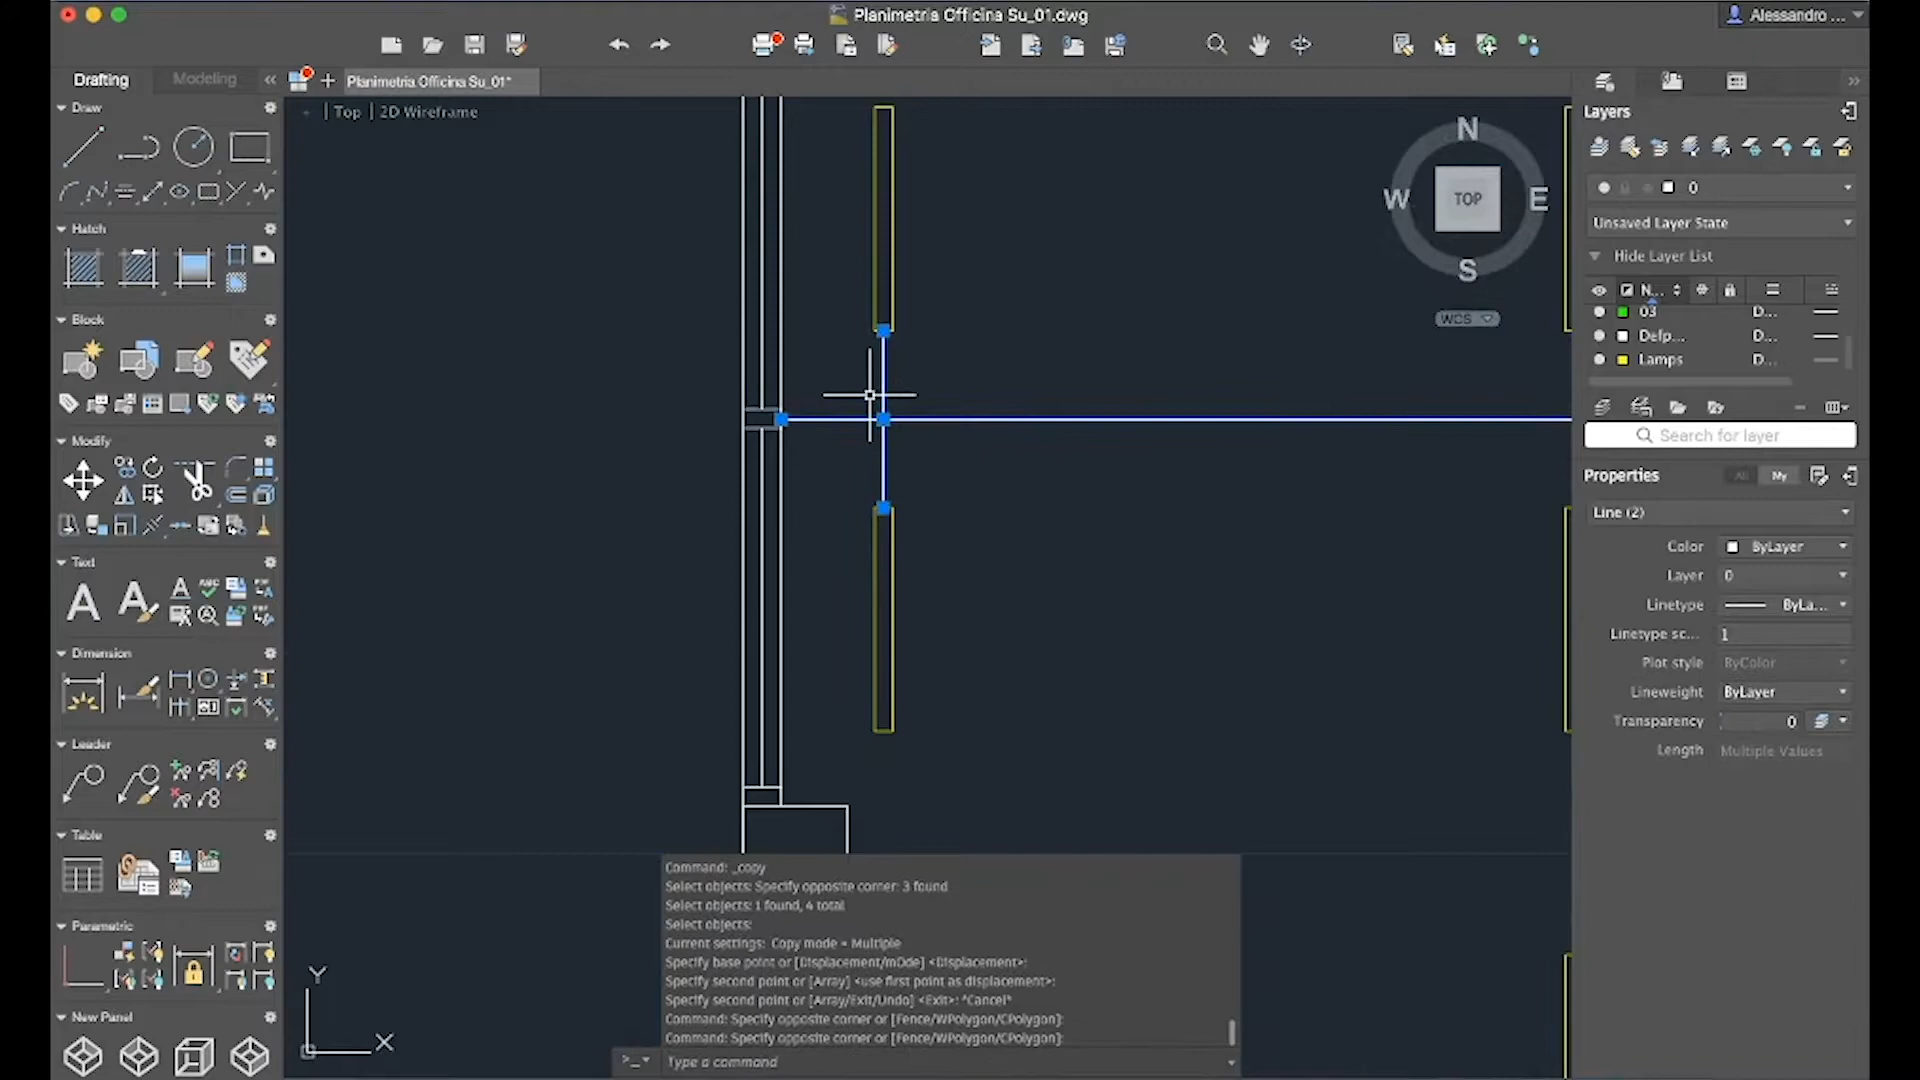 Planimetria Officina Su_01.dwg
Alessandro ...
Drafting
Modeling
Planimetria Officina Su_01*
Draw
Top
2D Wireframe
Hatch
Block
Modify
Text
Dimension
Leader
Table
Parametric
New Panel
N
W
TOP
E
S
WCS
Y
X
Layers
0
Unsaved Layer State
Hide Layer List
N...
03
D...
Defp...
D...
Lamps
D...
Search for layer
Properties
All
My
Line (2)
Color
ByLayer
Layer
0
Linetype
ByLa...
Linetype sc...
1
Plot style
ByColor
Lineweight
ByLayer
Transparency
0
Length
Multiple Values
Command: _copy
Select objects: Specify opposite corner: 3 found
Select objects: 1 found, 4 total
Select objects:
Current settings: Copy mode = Multiple
Specify base point or [Displacement/mOde] <Displacement>:
Specify second point or [Array] <use first point as displacement>:
Specify second point or [Array/Exit/Undo] <Exit>: *Cancel*
Command: Specify opposite corner or [Fence/WPolygon/CPolygon]:
Command: Specify opposite corner or [Fence/WPolygon/CPolygon]:
Type a command